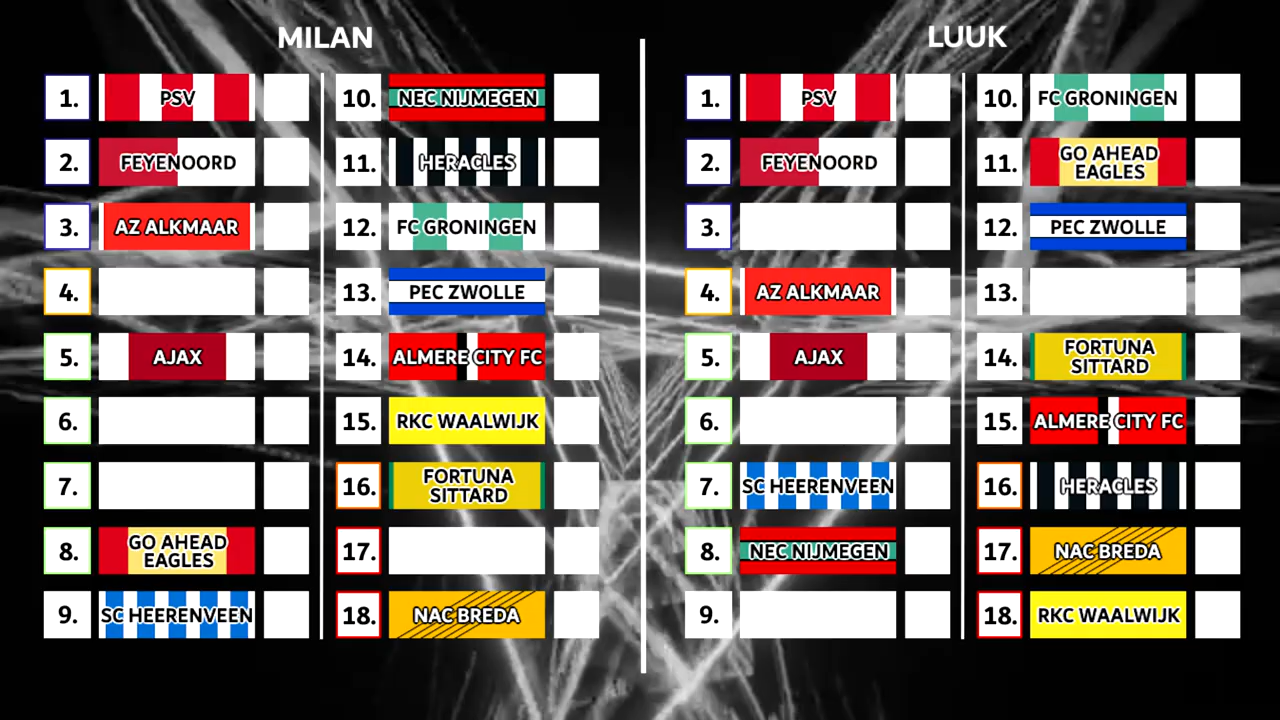 MILAN
1. PSV
2. FEYENOORD
3. AZ ALKMAAR
4.
5. AJAX
6.
7.
8. GO AHEAD
EAGLES
9. SC HEERENVEEN
10. NEC NIJMEGEN
11. HERACLES
12. FC GRONINGEN
13. PEC ZWOLLE
14. ALMERE CITY FC
15. RKC WAALWIJK
16. FORTUNA
SITTARD
17.
18. NAC BREDA
LUUK
1. PSV
2. FEYENOORD
3.
4. AZ ALKMAAR
5. AJAX
6.
7. SC HEERENVEEN
8. NEC NIJMEGEN
9.
10. FC GRONINGEN
11. GO AHEAD
EAGLES
12. PEC ZWOLLE
13.
14. FORTUNA
SITTARD
15. ALMERE CITY FC
16. HERACLES
17. NAC BREDA
18. RKC WAALWIJK